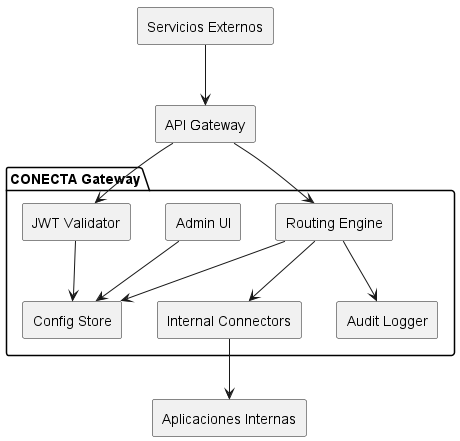 Servicios Externos
API Gateway
CONECTA Gateway
JWT Validator
Admin UI
Routing Engine
Config Store
Internal Connectors
Audit Logger
Aplicaciones Internas